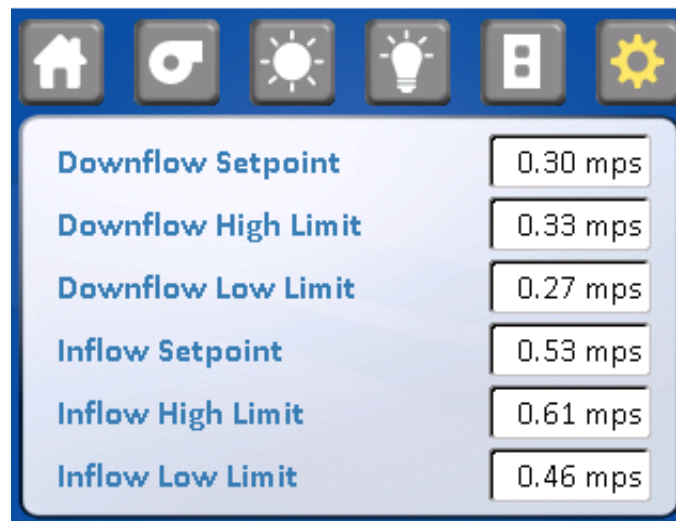 Downflow Setpoint 0.30 mps
Downflow High Limit 0.33 mps
Downflow Low Limit 0.27 mps
Inflow Setpoint 0.53 mps
Inflow High Limit 0.61 mps
Inflow Low Limit 0.46 mps